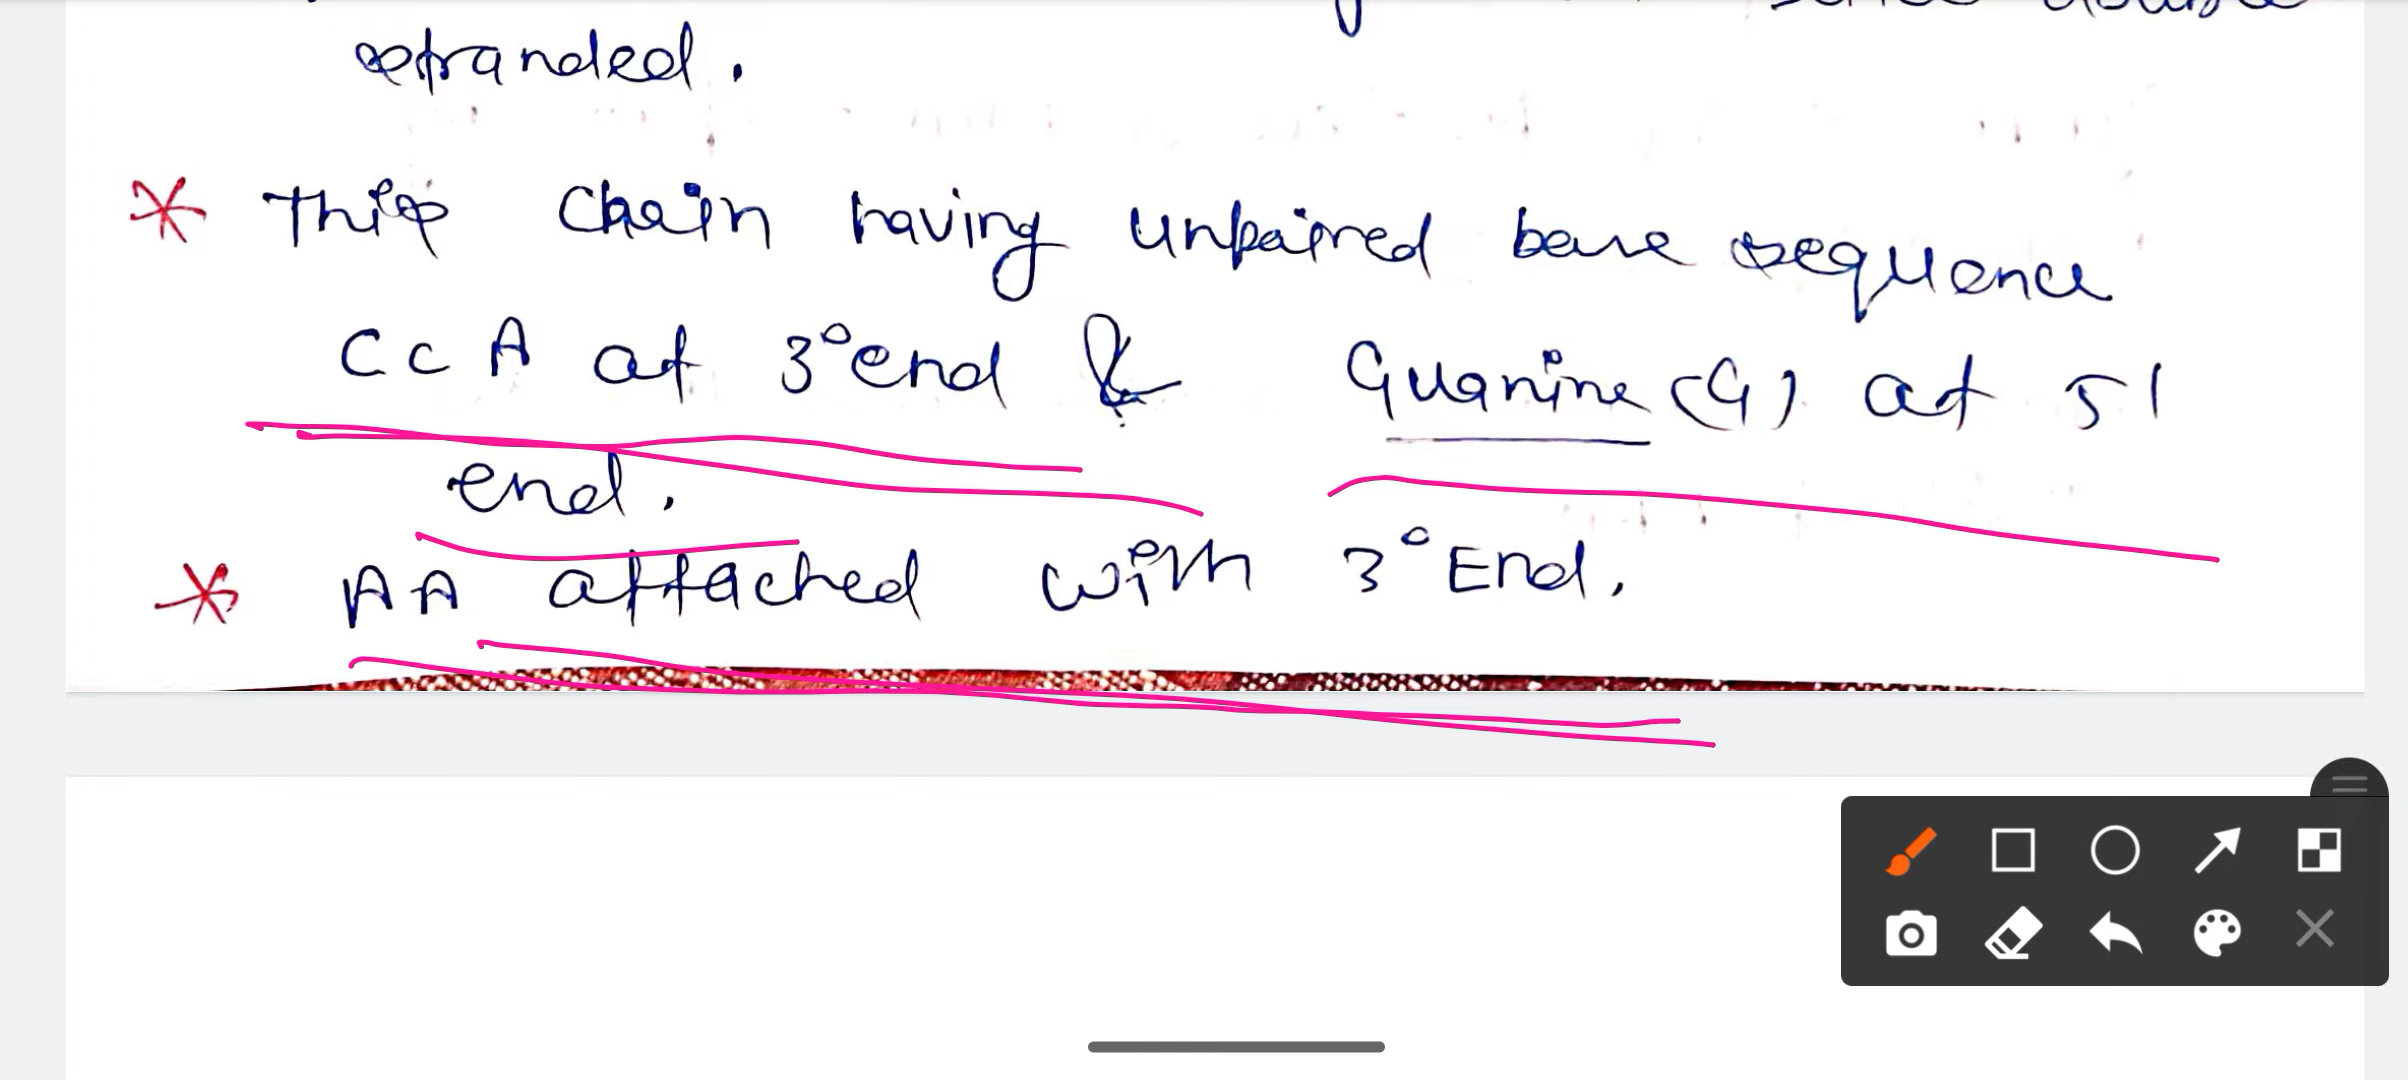 stranded.
* This chain having unpaired base sequence
CCA at 3° end & Guanine (G) at 5'
end.
* AA attached with 3° End.